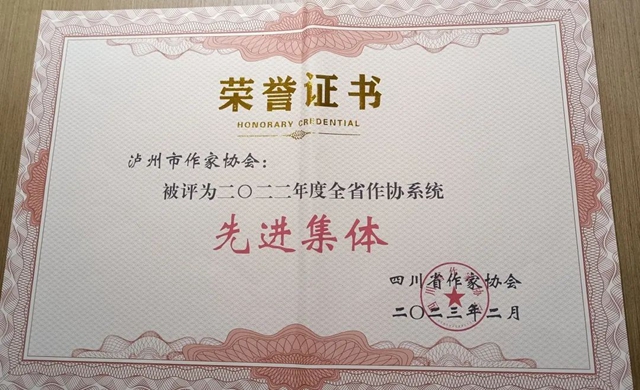 荣誉证书
HONORARY CREDENTIAL
泸州市作家协会：
被评为二〇二二年度全省作协系统
先进集体
四川省作家协会
二〇二三年二月